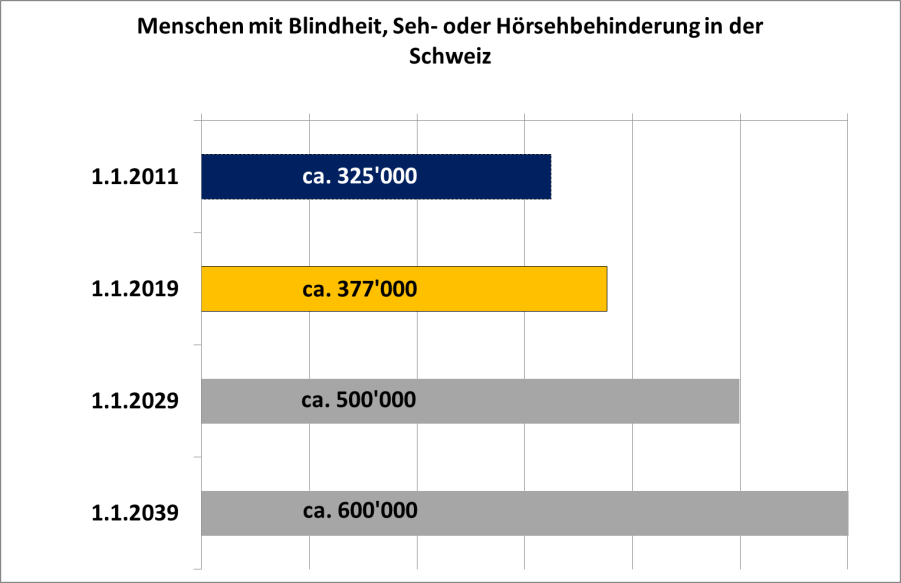 Menschen mit Blindheit, Seh- oder Hörsehbehinderung in der
Schweiz
1.1.2011 ca. 325'000
1.1.2019 ca. 377'000
1.1.2029 ca. 500'000
1.1.2039 ca. 600'000